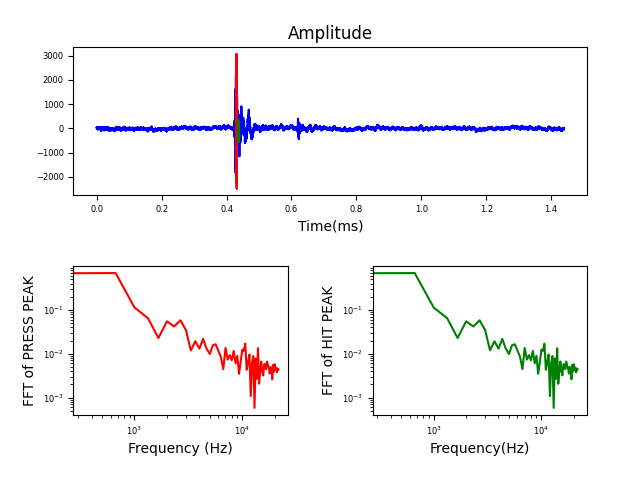 Amplitude
3000
2000
1000
0
−1000
−2000
0.0 0.2 0.4 0.6 0.8 1.0 1.2 1.4
Time(ms)
FFT of PRESS PEAK
10⁻¹
10⁻²
10⁻³
10³ 10⁴
Frequency (Hz)
FFT of HIT PEAK
10⁻¹
10⁻²
10⁻³
10³ 10⁴
Frequency(Hz)